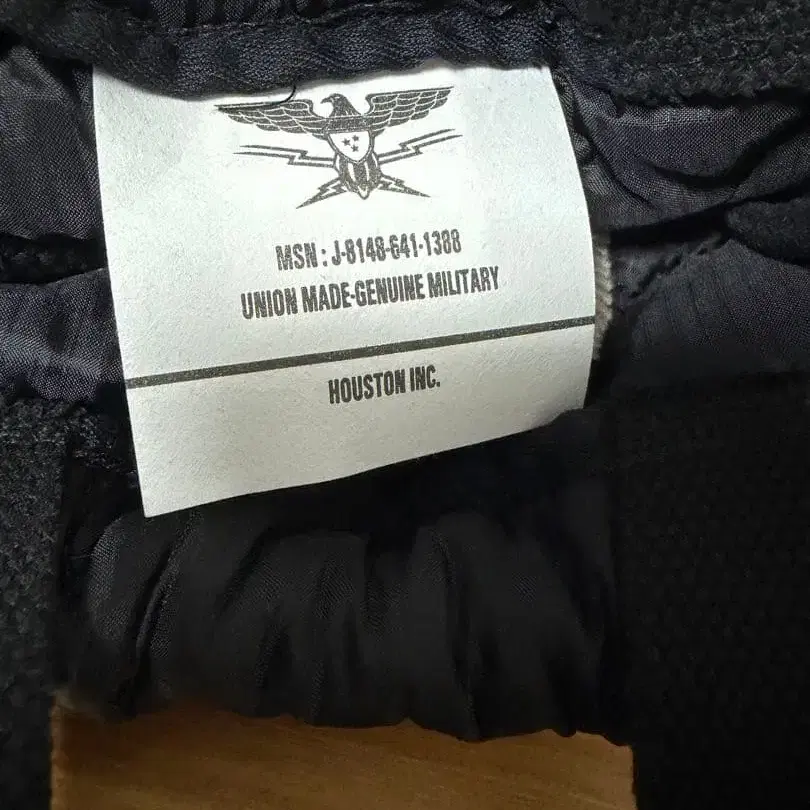 MSN : J-8148-641-1388
UNION MADE-GENUINE MILITARY
HOUSTON INC.